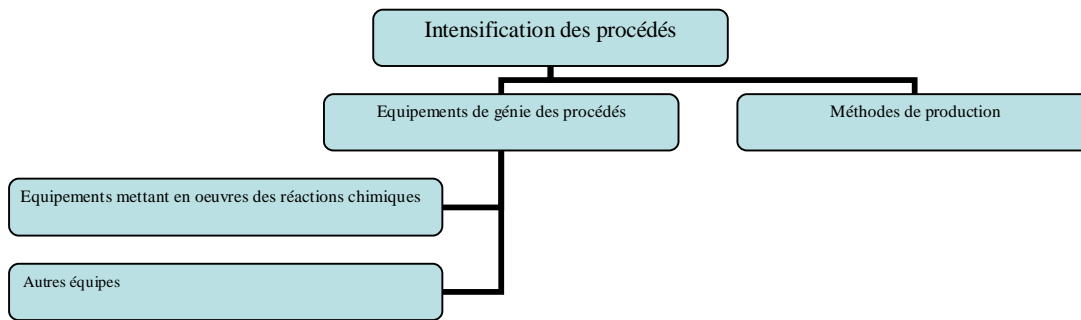 Intensification des procédés
Equipements de génie des procédés
Méthodes de production
Equipements mettant en oeuvres des réactions chimiques
Autres équipes